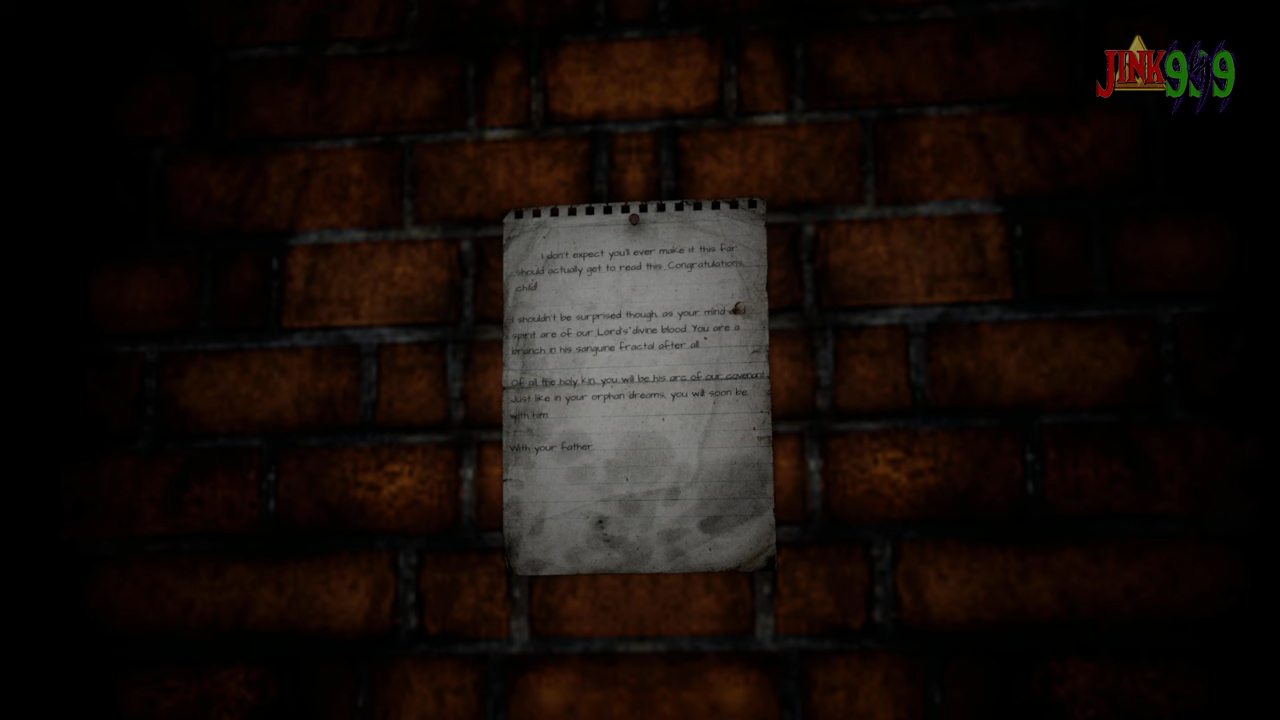 JINK999
I don't expect you'll ever make it this far
should actually get to read this. Congratulations,
child!
I shouldn't be surprised though, as your mind and
spirit are of our Lord's divine blood. You are a
branch in his sanguine fractal after all.
Of all the holy kin, you will be his arc of our covenant.
Just like in your orphan dreams, you will soon be
with him.
With your father.